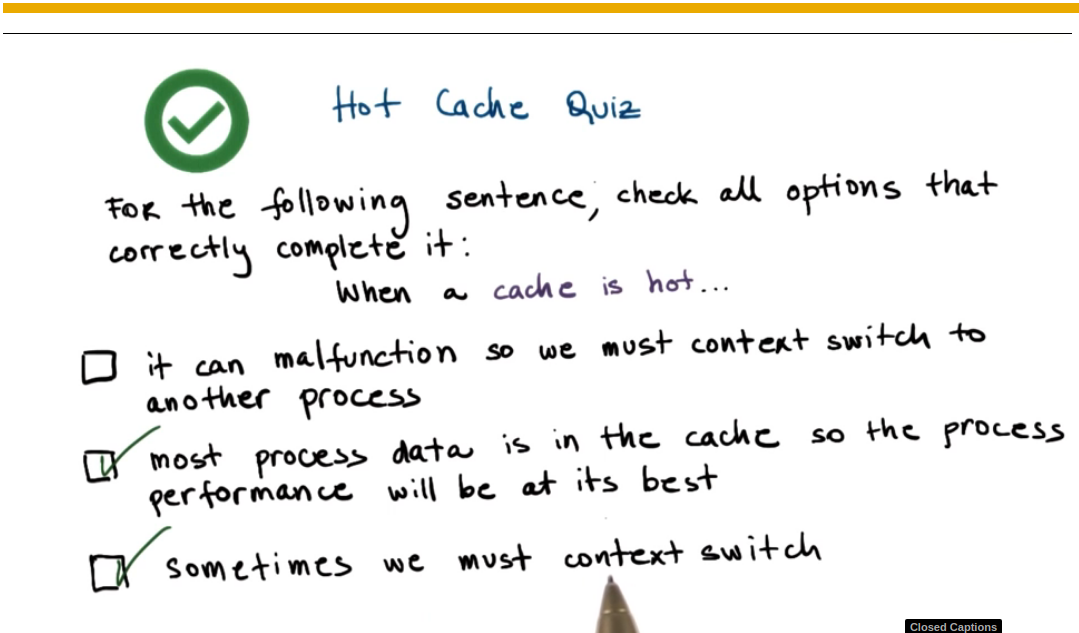 Hot Cache Quiz
For the following sentence, check all options that
correctly complete it:
When a cache is hot...
it can malfunction so we must context switch to
another process
most process data is in the cache so the process
performance will be at its best
sometimes we must context switch
Closed Captions